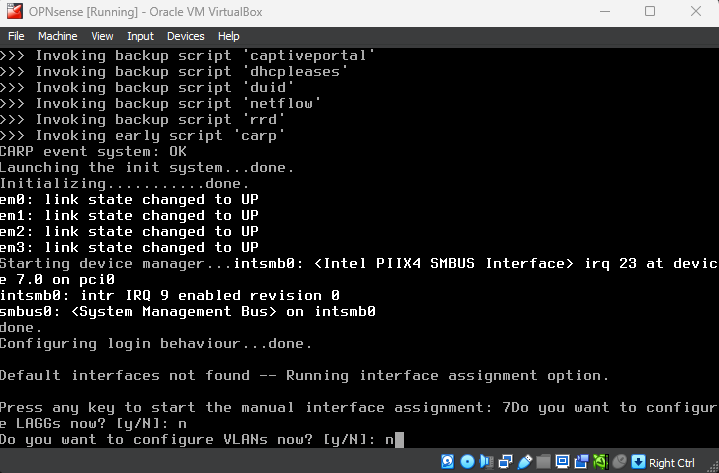 OPNsense [Running] - Oracle VM VirtualBox
File Machine View Input Devices Help
>>> Invoking backup script 'captiveportal'
>>> Invoking backup script 'dhcpleases'
>>> Invoking backup script 'duid'
>>> Invoking backup script 'netflow'
>>> Invoking backup script 'rrd'
>>> Invoking early script 'carp'
CARP event system: OK
Launching the init system...done.
Initializing...........done.
em0: link state changed to UP
em1: link state changed to UP
em2: link state changed to UP
em3: link state changed to UP
Starting device manager...intsmb0: <Intel PIIX4 SMBUS Interface> irq 23 at devic
e 7.0 on pci0
intsmb0: intr IRQ 9 enabled revision 0
smbus0: <System Management Bus> on intsmb0
done.
Configuring login behaviour...done.
Default interfaces not found -- Running interface assignment option.
Press any key to start the manual interface assignment: 7Do you want to configur
e LAGGs now? [y/N]: n
Do you want to configure VLANs now? [y/N]: n
Right Ctrl